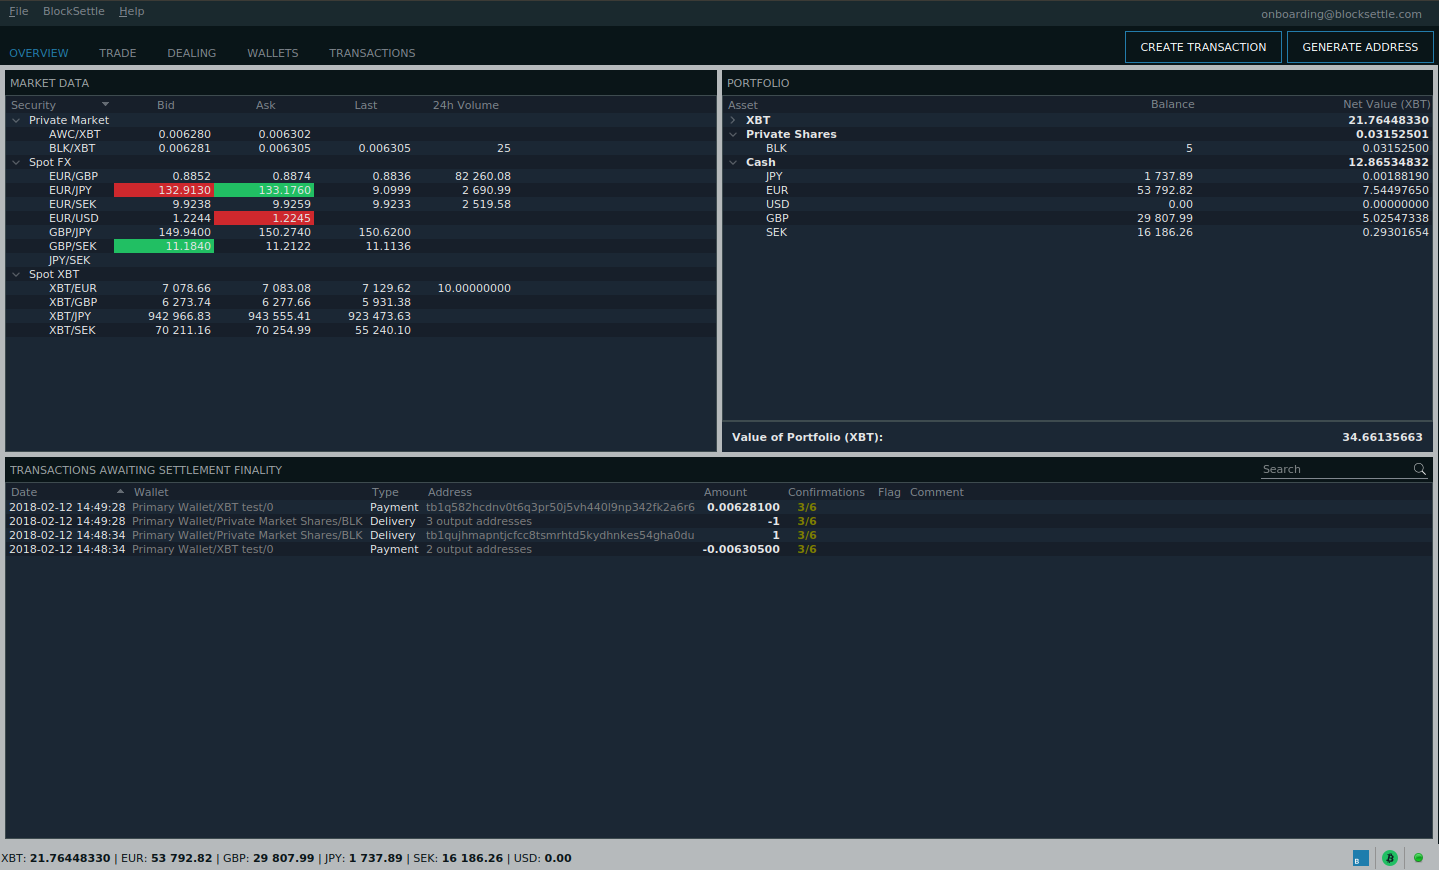 File BlockSettle Help
onboarding@blocksettle.com
OVERVIEW TRADE DEALING WALLETS TRANSACTIONS
CREATE TRANSACTION GENERATE ADDRESS
MARKET DATA
Security Bid Ask Last 24h Volume
Private Market
AWC/XBT 0.006280 0.006302
BLK/XBT 0.006281 0.006305 0.006305 25
Spot FX
EUR/GBP 0.8852 0.8874 0.8836 82 260.08
EUR/JPY 132.9130 133.1760 9.0999 2 690.99
EUR/SEK 9.9238 9.9259 9.9233 2 519.58
EUR/USD 1.2244 1.2245
GBP/JPY 149.9400 150.2740 150.6200
GBP/SEK 11.1840 11.2122 11.1136
JPY/SEK
Spot XBT
XBT/EUR 7 078.66 7 083.08 7 129.62 10.00000000
XBT/GBP 6 273.74 6 277.66 5 931.38
XBT/JPY 942 966.83 943 555.41 923 473.63
XBT/SEK 70 211.16 70 254.99 55 240.10
PORTFOLIO
Asset Balance Net Value (XBT)
XBT 21.76448330
Private Shares 0.03152501
BLK 5 0.03152500
Cash 12.86534832
JPY 1 737.89 0.00188190
EUR 53 792.82 7.54497650
USD 0.00 0.00000000
GBP 29 807.99 5.02547338
SEK 16 186.26 0.29301654
Value of Portfolio (XBT): 34.66135663
TRANSACTIONS AWAITING SETTLEMENT FINALITY
Search
Date Wallet Type Address Amount Confirmations Flag Comment
2018-02-12 14:49:28 Primary Wallet/XBT test/0 Payment tb1q582hcdnv0t6q3pr50j5vh440l9np342fk2a6r6 0.00628100 3/6
2018-02-12 14:49:28 Primary Wallet/Private Market Shares/BLK Delivery 3 output addresses -1 3/6
2018-02-12 14:48:34 Primary Wallet/Private Market Shares/BLK Delivery tb1qujhmapntjcfcc8tsmrhtd5kydhnkes54gha0du 1 3/6
2018-02-12 14:48:34 Primary Wallet/XBT test/0 Payment 2 output addresses -0.00630500 3/6
XBT: 21.76448330 | EUR: 53 792.82 | GBP: 29 807.99 | JPY: 1 737.89 | SEK: 16 186.26 | USD: 0.00